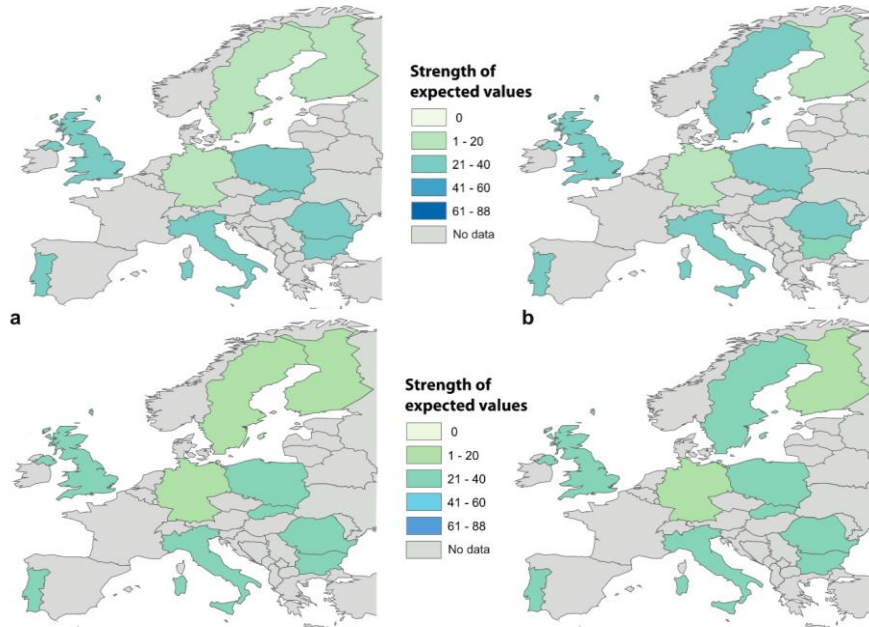 Strength of
expected values
0
1 - 20
21 - 40
41 - 60
61 - 88
No data
a
b
Strength of
expected values
0
1 - 20
21 - 40
41 - 60
61 - 88
No data